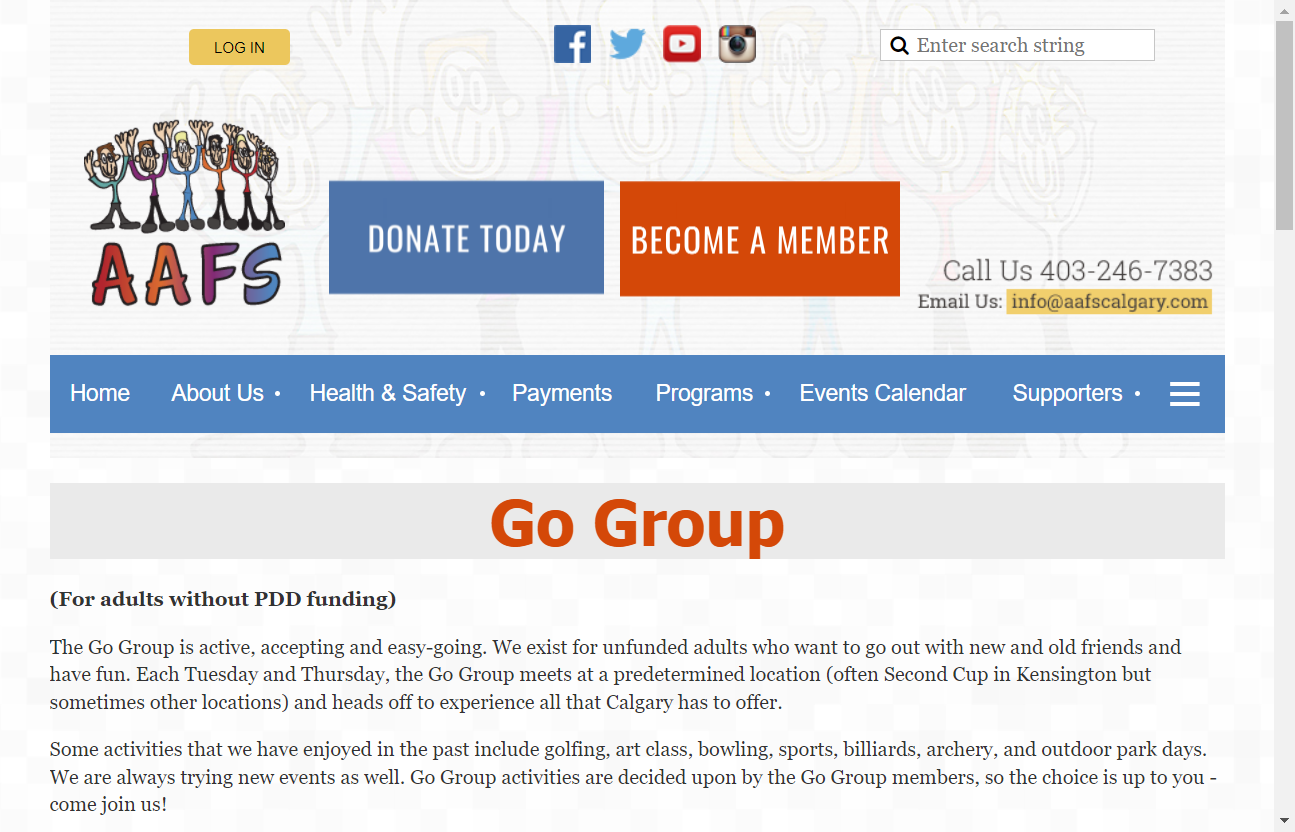 LOG IN
Enter search string
AAFS
DONATE TODAY
BECOME A MEMBER
Call Us 403-246-7383
Email Us: info@aafscalgary.com
Home About Us • Health & Safety • Payments Programs • Events Calendar Supporters •
Go Group
(For adults without PDD funding)
The Go Group is active, accepting and easy-going. We exist for unfunded adults who want to go out with new and old friends and
have fun. Each Tuesday and Thursday, the Go Group meets at a predetermined location (often Second Cup in Kensington but
sometimes other locations) and heads off to experience all that Calgary has to offer.
Some activities that we have enjoyed in the past include golfing, art class, bowling, sports, billiards, archery, and outdoor park days.
We are always trying new events as well. Go Group activities are decided upon by the Go Group members, so the choice is up to you -
come join us!